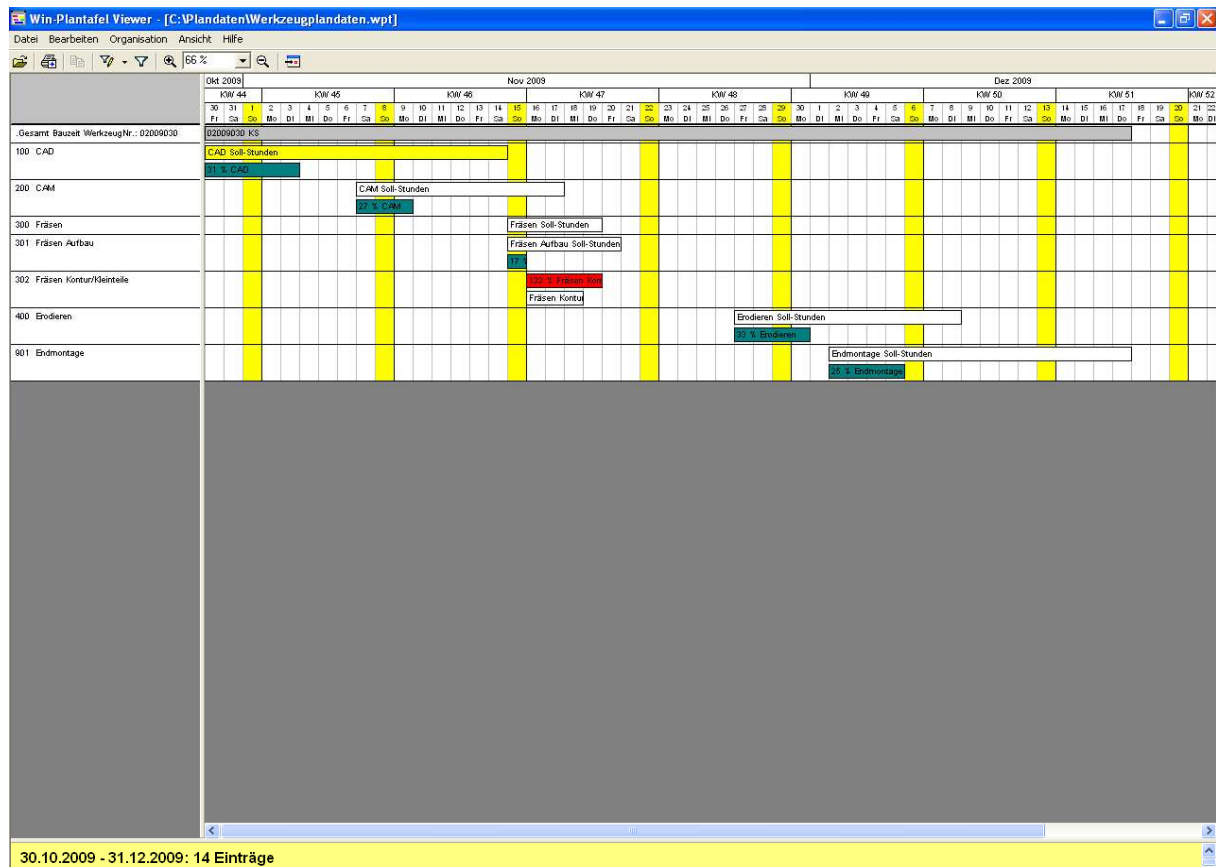 Win-Plantafel Viewer - [C:\Plandaten\Werkzeugplandaten.wpt]
Datei Bearbeiten Organisation Ansicht Hilfe
66 %
Okt 2009 Nov 2009 Dez 2009
KW 44 KW 45 KW 46 KW 47 KW 48 KW 49 KW 50 KW 51 KW 52
30 31 1 2 3 4 5 6 7 8 9 10 11 12 13 14 15 16 17 18 19 20 21 22 23 24 25 26 27 28 29 30 1 2 3 4 5 6 7 8 9 10 11 12 13 14 15 16 17 18 19 20 21 22
Fr Sa So Mo DI MI Do Fr Sa So Mo DI MI Do Fr Sa So Mo DI MI Do Fr Sa So Mo DI MI Do Fr Sa So Mo DI MI Do Fr Sa So Mo DI MI Do Fr Sa So Mo DI MI Do Fr Sa So Mo DI
.Gesamt Bauzeit WerkzeugNr.: 02009030 02009030 KS
100 CAD CAD Soll-Stunden
31 % CAD
200 CAM CAM Soll-Stunden
27 % CAM
300 Fräsen Fräsen Soll-Stunden
301 Fräsen Aufbau Fräsen Aufbau Soll-Stunden
17 %
302 Fräsen Kontur/Kleinteile 133 % Fräsen Kon
Fräsen Kontur
400 Erodieren Erodieren Soll-Stunden
33 % Erodieren
901 Endmontage Endmontage Soll-Stunden
25 % Endmontage
30.10.2009 - 31.12.2009: 14 Einträge